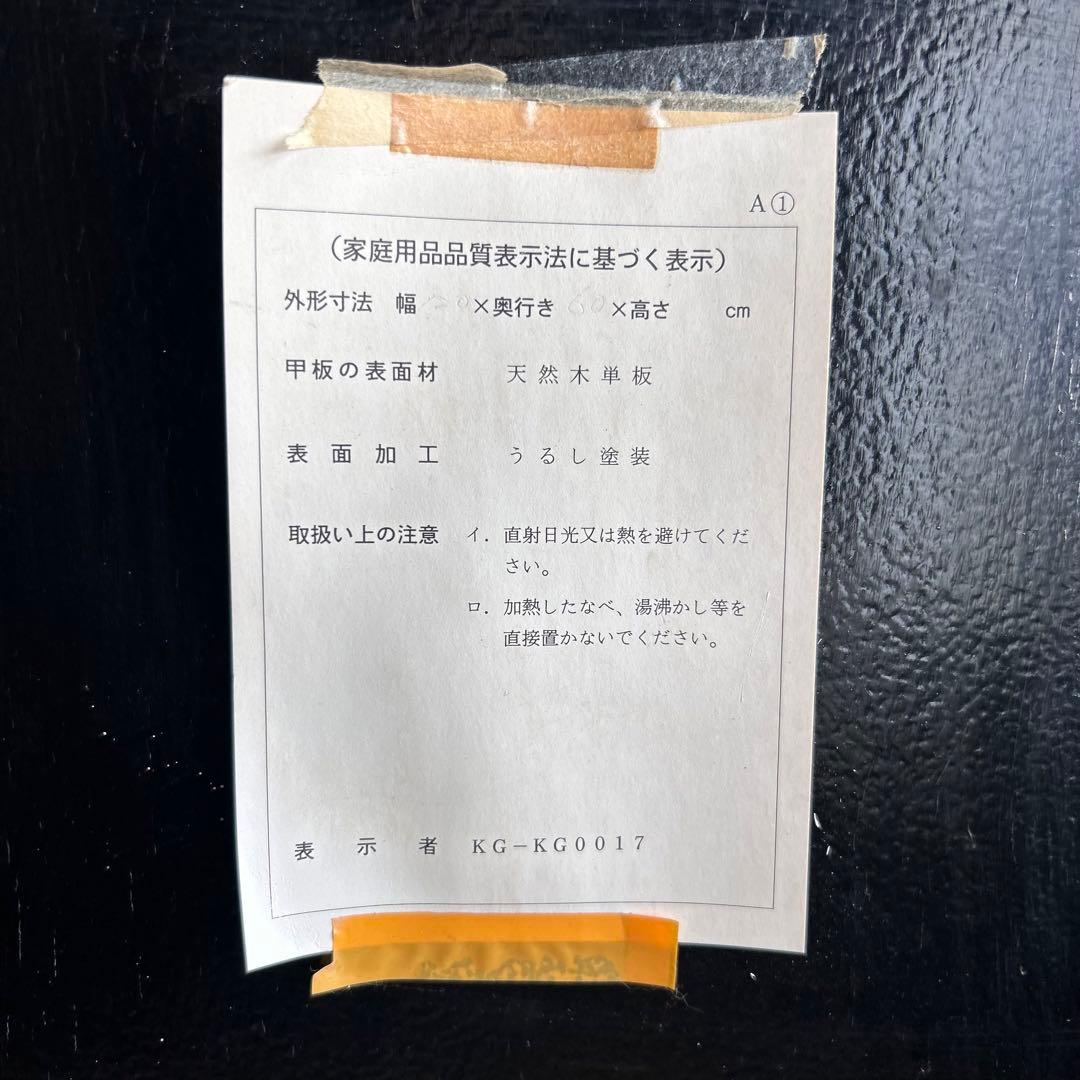 A①
（家庭用品品質表示法に基づく表示）
外形寸法　幅　×奥行き　60　×高さ　cm
甲板の表面材　天然木単板
表面加工　うるし塗装
取扱い上の注意　イ．直射日光又は熱を避けてくだ
さい。
ロ．加熱したなべ、湯沸かし等を
直接置かないでください。
表示者　KG－KG0017